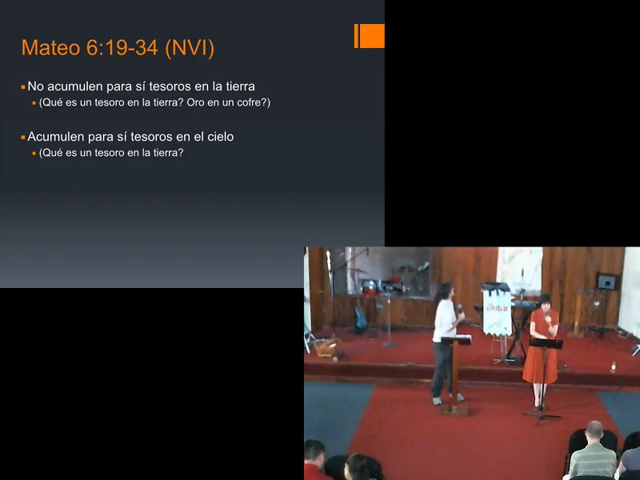 Mateo 6:19-34 (NVI)
No acumulen para sí tesoros en la tierra
(Qué es un tesoro en la tierra? Oro en un cofre?)
Acumulen para sí tesoros en el cielo
(Qué es un tesoro en la tierra?